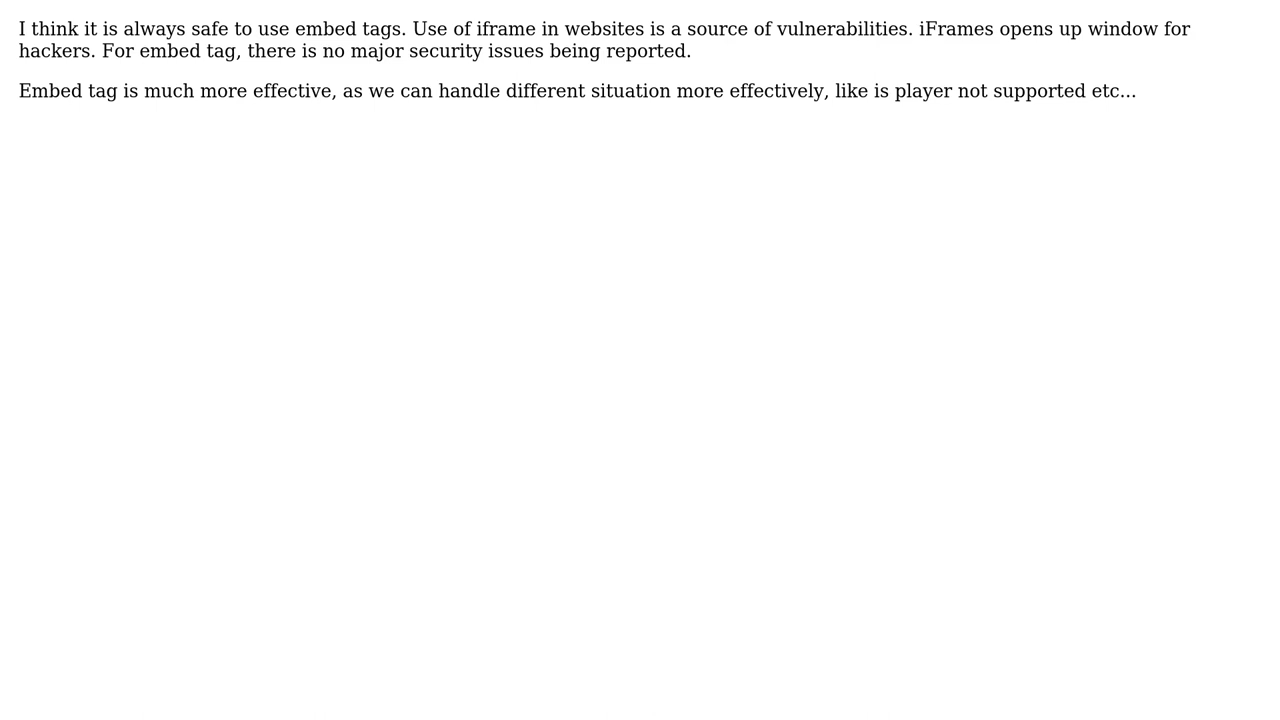 I think it is always safe to use embed tags. Use of iframe in websites is a source of vulnerabilities. iFrames opens up window for
hackers. For embed tag, there is no major security issues being reported.
Embed tag is much more effective, as we can handle different situation more effectively, like is player not supported etc...